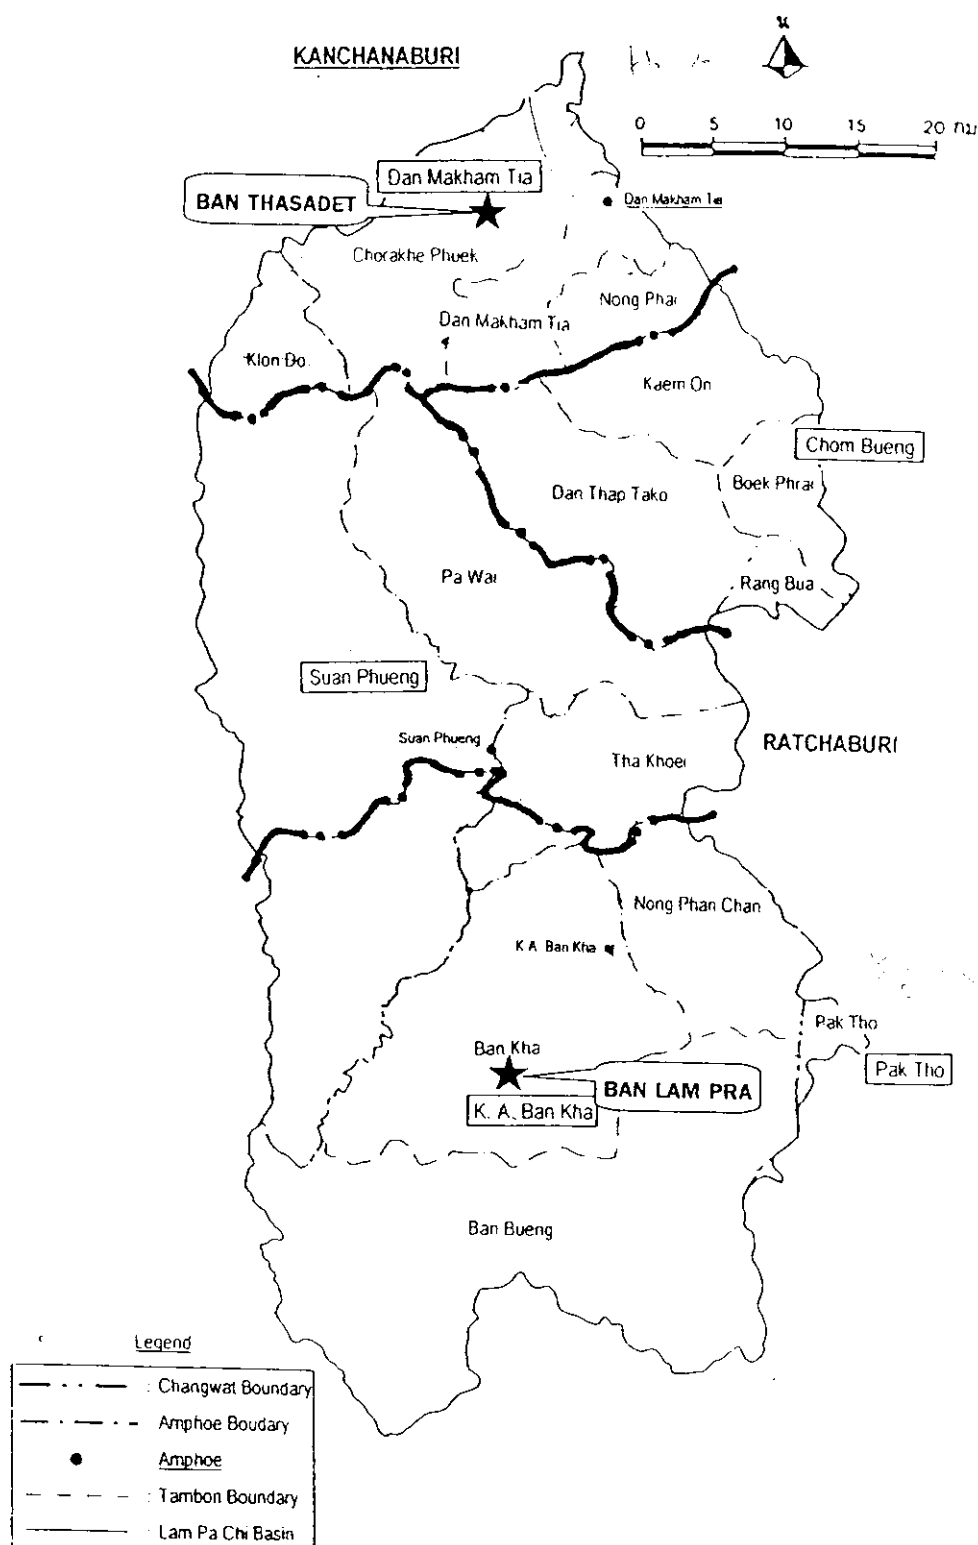 น
KANCHANABURI
0 5 10 15 20 กม
Dan Makham Tia
BAN THASADET
Dan Makham Tia
Chorakhe Phuek
Nong Phai
Dan Makham Tia
Klon Do
Kaem On
Chom Bueng
Boek Phrai
Dan Thap Tako
Pa Wai
Rang Bua
Suan Phueng
Suan Phueng
RATCHABURI
Tha Khoei
Nong Phan Chan
K.A. Ban Kha
Pak Tho
Ban Kha
Pak Tho
BAN LAM PRA
K. A. Ban Kha
Ban Bueng
Legend
: Changwat Boundary
: Amphoe Boudary
: Amphoe
: Tambon Boundary
: Lam Pa Chi Basin